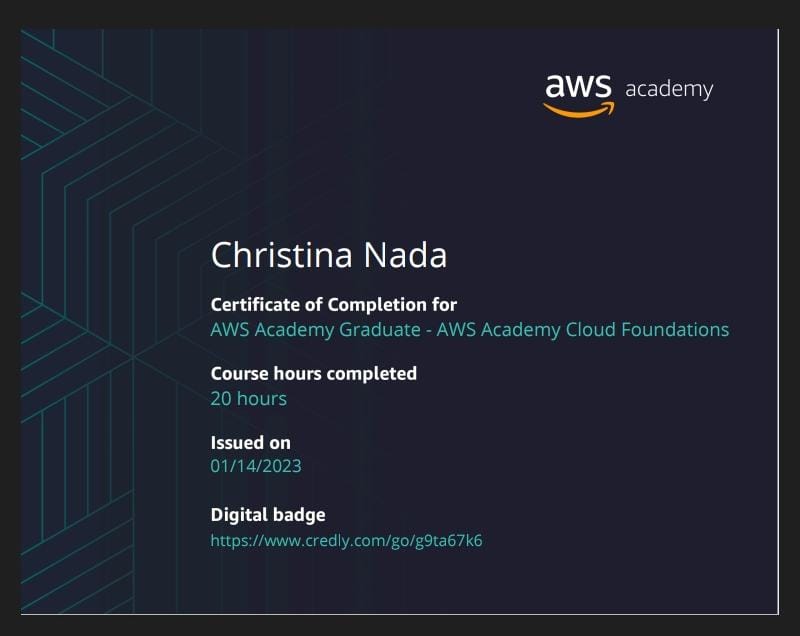 aws academy
Christina Nada
Certificate of Completion for
AWS Academy Graduate - AWS Academy Cloud Foundations
Course hours completed
20 hours
Issued on
01/14/2023
Digital badge
https://www.credly.com/go/g9ta67k6